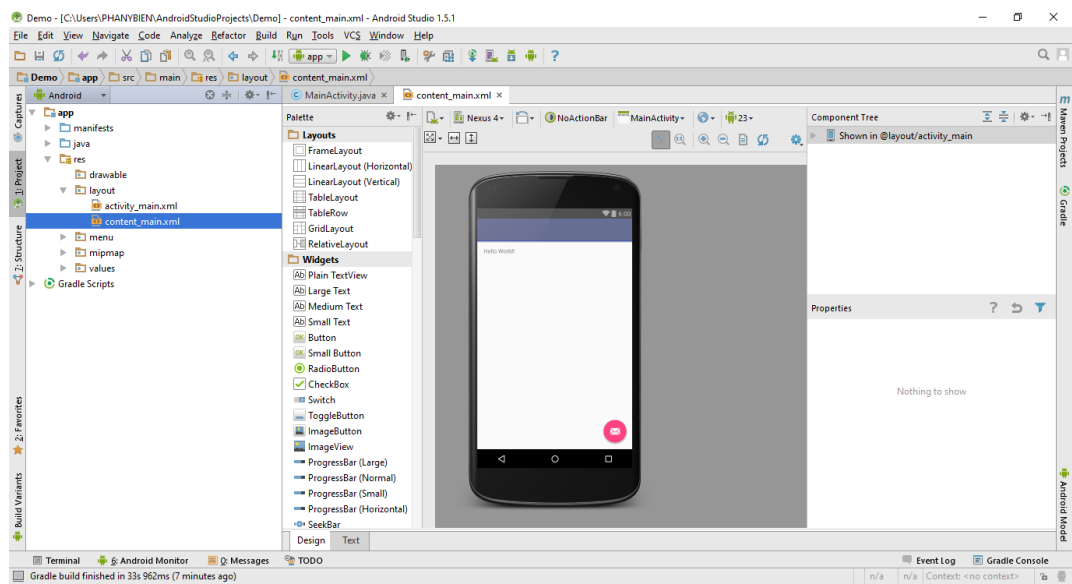 Demo - [C:\Users\PHANYBIEN\AndroidStudioProjects\Demo] - content_main.xml - Android Studio 1.5.1
File Edit View Navigate Code Analyze Refactor Build Run Tools VCS Window Help
app
Demo app src main res layout content_main.xml
Android
MainActivity.java content_main.xml
Captures
1: Project
7: Structure
2: Favorites
Build Variants
app
manifests
java
res
drawable
layout
activity_main.xml
content_main.xml
menu
mipmap
values
Gradle Scripts
Palette
Layouts
FrameLayout
LinearLayout (Horizontal)
LinearLayout (Vertical)
TableLayout
TableRow
GridLayout
RelativeLayout
Widgets
Ab Plain TextView
Ab Large Text
Ab Medium Text
Ab Small Text
OK Button
OK Small Button
RadioButton
CheckBox
Switch
ToggleButton
ImageButton
ImageView
ProgressBar (Large)
ProgressBar (Normal)
ProgressBar (Small)
ProgressBar (Horizontal)
SeekBar
Design Text
Nexus 4 NoActionBar MainActivity 23
6:00
Hello World!
Component Tree
Shown in @layout/activity_main
Properties
Nothing to show
Maven Projects
Gradle
Android Model
Terminal 6: Android Monitor 0: Messages TODO Event Log Gradle Console
Gradle build finished in 33s 962ms (7 minutes ago) n/a n/a Context: <no context>